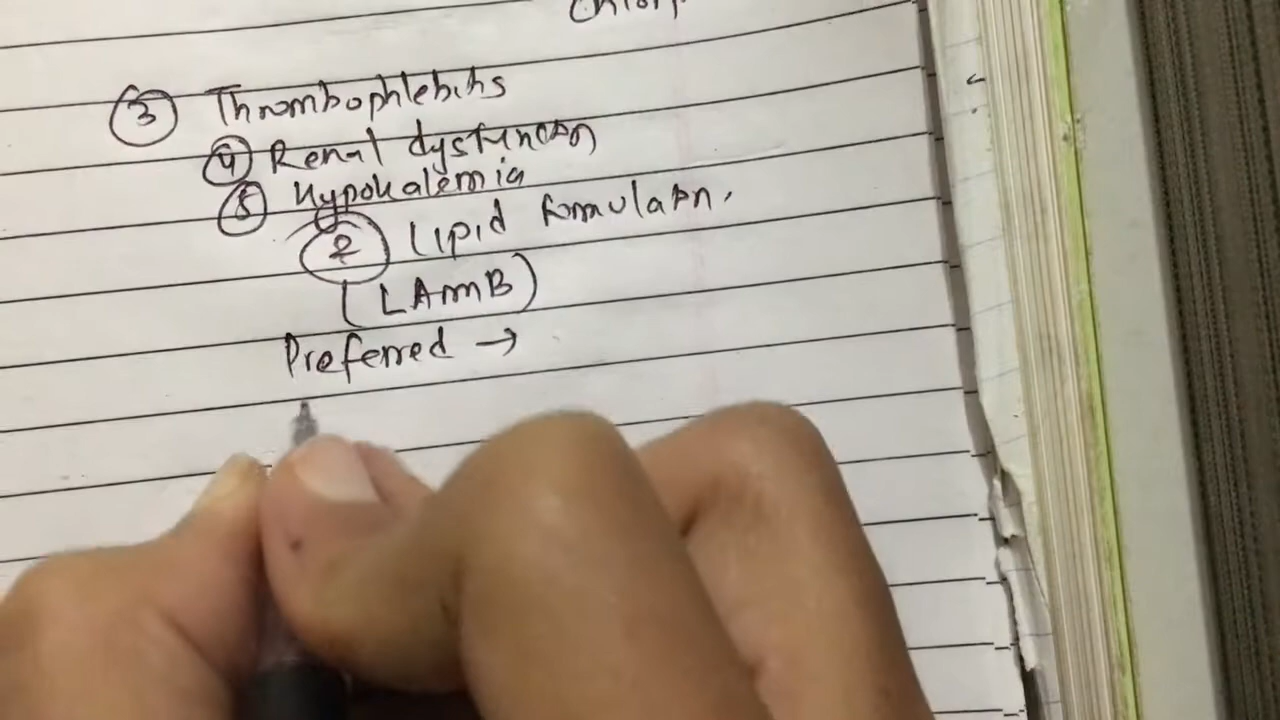 ③ Thrombophlebitis
④ Renal dysfunction
⑤ Hypokalemia
② Lipid formulation.
(LAmB)
Preferred →